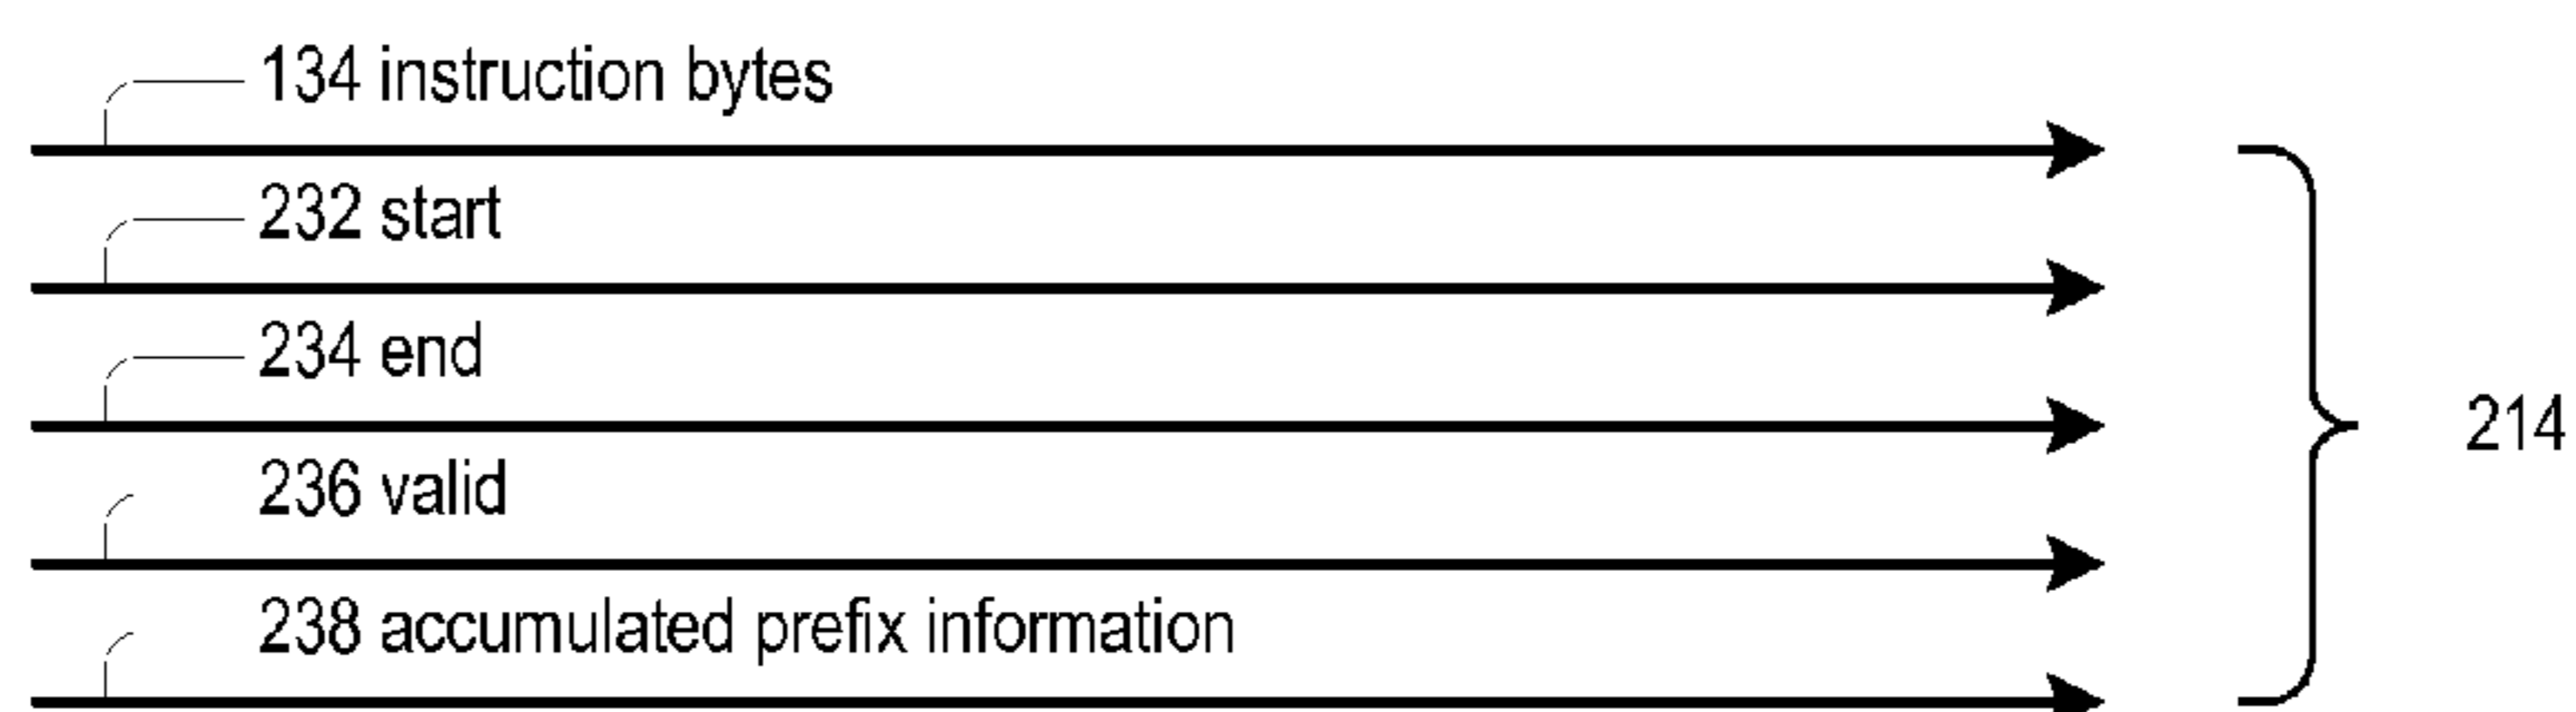 134 instruction bytes
232 start
234 end
214
236 valid
238 accumulated prefix information